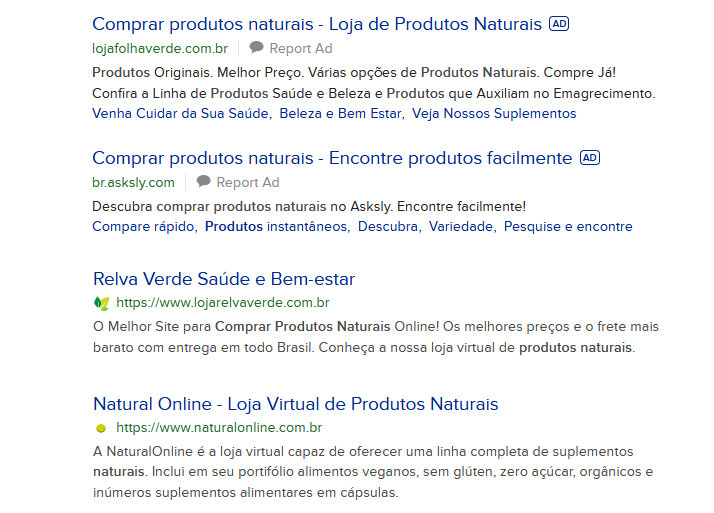 Comprar produtos naturais - Loja de Produtos Naturais AD
lojafolhaverde.com.br Report Ad
Produtos Originais. Melhor Preço. Várias opções de Produtos Naturais. Compre Já!
Confira a Linha de Produtos Saúde e Beleza e Produtos que Auxiliam no Emagrecimento.
Venha Cuidar da Sua Saúde, Beleza e Bem Estar, Veja Nossos Suplementos
Comprar produtos naturais - Encontre produtos facilmente AD
br.asksly.com Report Ad
Descubra comprar produtos naturais no Asksly. Encontre facilmente!
Compare rápido, Produtos instantâneos, Descubra, Variedade, Pesquise e encontre
Relva Verde Saúde e Bem-estar
https://www.lojarelvaverde.com.br
O Melhor Site para Comprar Produtos Naturais Online! Os melhores preços e o frete mais
barato com entrega em todo Brasil. Conheça a nossa loja virtual de produtos naturais.
Natural Online - Loja Virtual de Produtos Naturais
https://www.naturalonline.com.br
A NaturalOnline é a loja virtual capaz de oferecer uma linha completa de suplementos
naturais. Inclui em seu portifólio alimentos veganos, sem glúten, zero açúcar, orgânicos e
inúmeros suplementos alimentares em cápsulas.